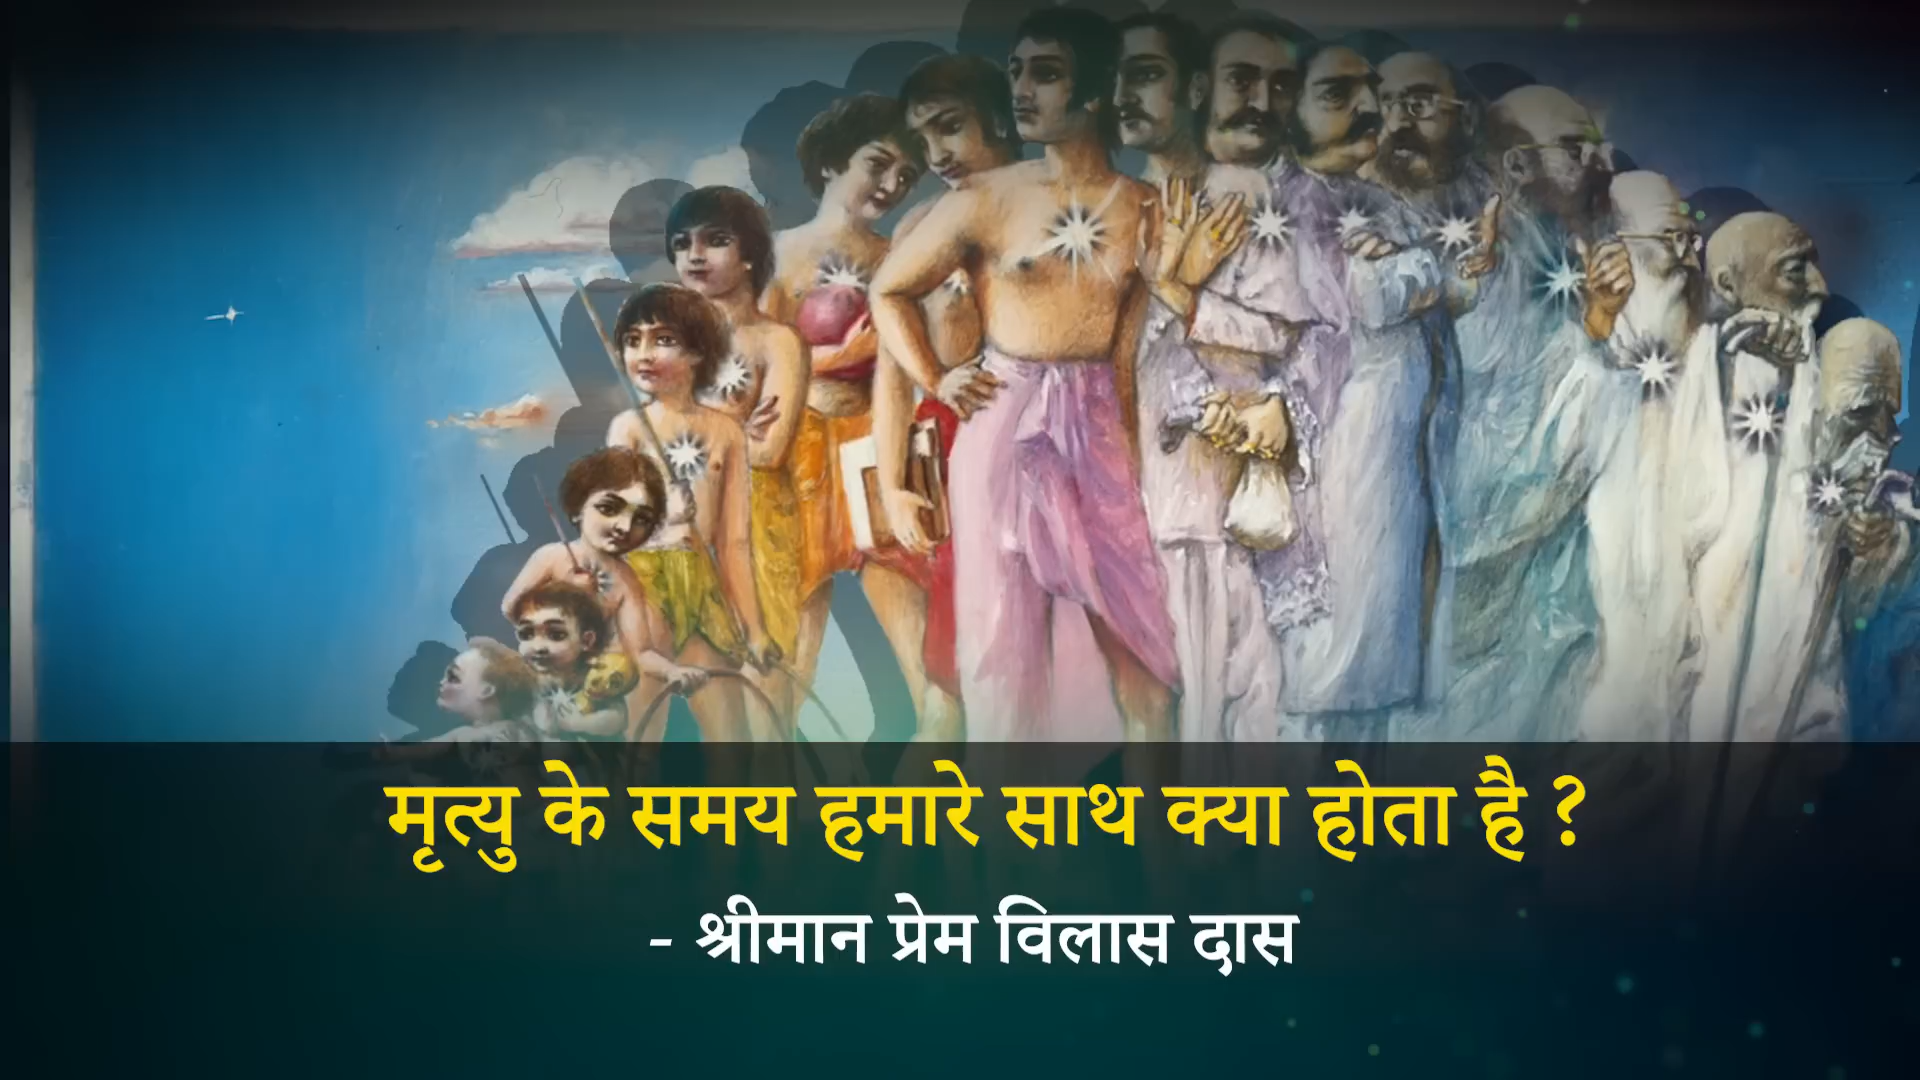 मृत्यु के समय हमारे साथ क्या होता है ?
- श्रीमान प्रेम विलास दास